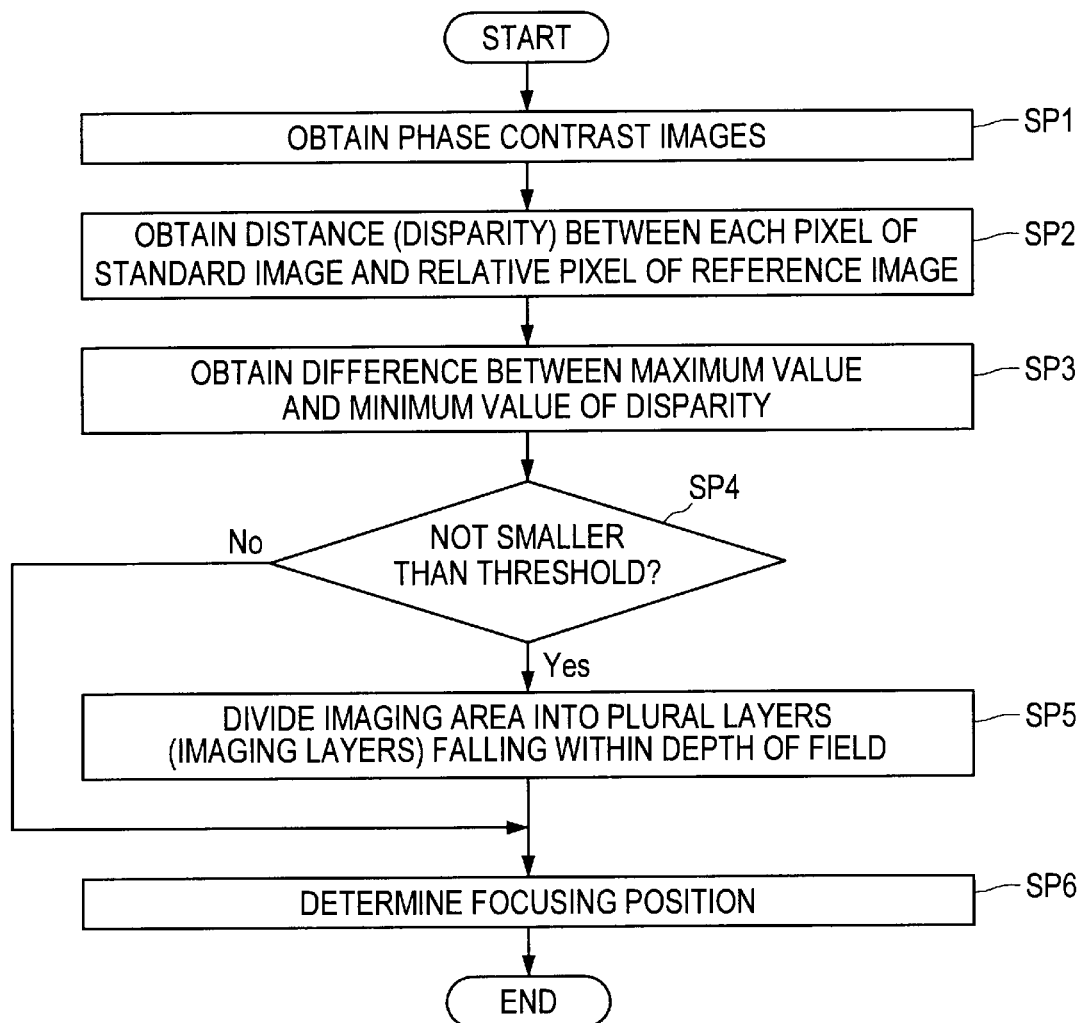 START
OBTAIN PHASE CONTRAST IMAGES
SP1
OBTAIN DISTANCE (DISPARITY) BETWEEN EACH PIXEL OF
STANDARD IMAGE AND RELATIVE PIXEL OF REFERENCE IMAGE
SP2
OBTAIN DIFFERENCE BETWEEN MAXIMUM VALUE
AND MINIMUM VALUE OF DISPARITY
SP3
SP4
NOT SMALLER
THAN THRESHOLD?
No
Yes
DIVIDE IMAGING AREA INTO PLURAL LAYERS
(IMAGING LAYERS) FALLING WITHIN DEPTH OF FIELD
SP5
DETERMINE FOCUSING POSITION
SP6
END